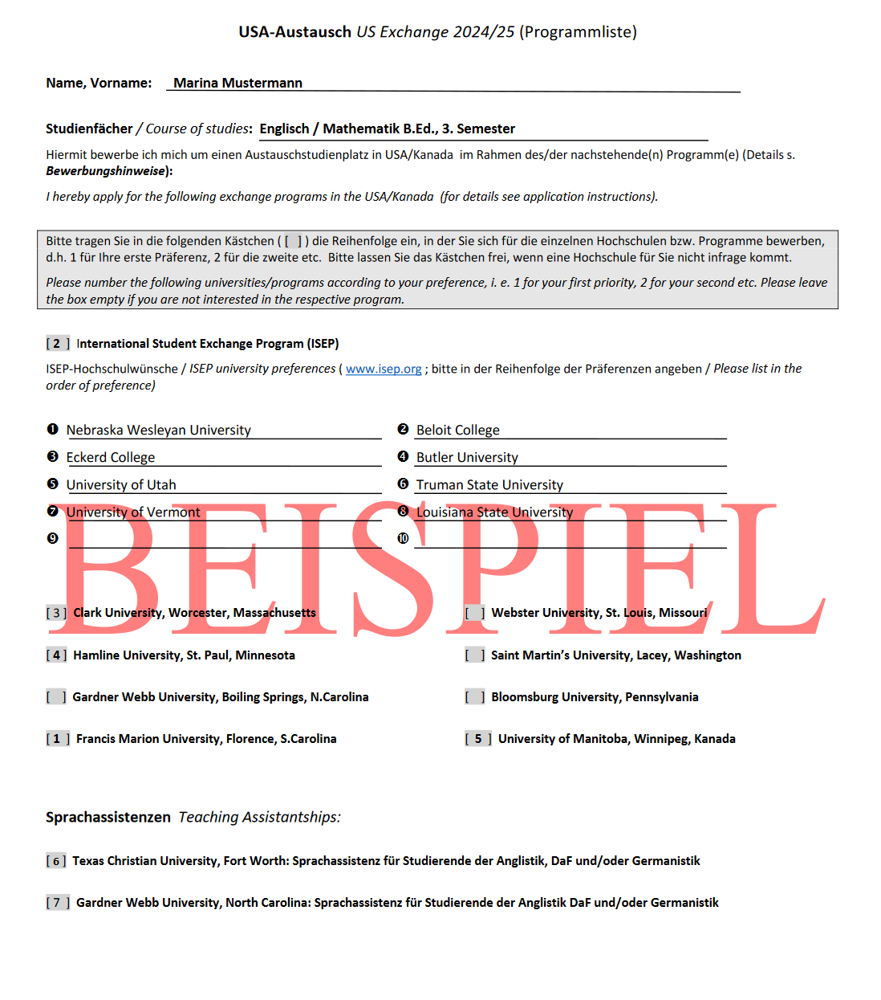 USA-Austausch US Exchange 2024/25 (Programmliste)
Name, Vorname: Marina Mustermann
Studienfächer / Course of studies: Englisch / Mathematik B.Ed., 3. Semester
Hiermit bewerbe ich mich um einen Austauschstudienplatz in USA/Kanada im Rahmen des/der nachstehende(n) Programm(e) (Details s.
Bewerbungshinweise):
I hereby apply for the following exchange programs in the USA/Kanada (for details see application instructions).
Bitte tragen Sie in die folgenden Kästchen ( [ ] ) die Reihenfolge ein, in der Sie sich für die einzelnen Hochschulen bzw. Programme bewerben,
d.h. 1 für Ihre erste Präferenz, 2 für die zweite etc. Bitte lassen Sie das Kästchen frei, wenn eine Hochschule für Sie nicht infrage kommt.
Please number the following universities/programs according to your preference, i. e. 1 for your first priority, 2 for your second etc. Please leave
the box empty if you are not interested in the respective program.
[ 2 ] International Student Exchange Program (ISEP)
ISEP-Hochschulwünsche / ISEP university preferences ( www.isep.org ; bitte in der Reihenfolge der Präferenzen angeben / Please list in the
order of preference)
❶ Nebraska Wesleyan University ❷ Beloit College
❸ Eckerd College ❹ Butler University
❺ University of Utah ❻ Truman State University
❼ University of Vermont ❽ Louisiana State University
❾ ❿
BEISPIEL
[ 3 ] Clark University, Worcester, Massachusetts [ ] Webster University, St. Louis, Missouri
[ 4 ] Hamline University, St. Paul, Minnesota [ ] Saint Martin’s University, Lacey, Washington
[ ] Gardner Webb University, Boiling Springs, N.Carolina [ ] Bloomsburg University, Pennsylvania
[ 1 ] Francis Marion University, Florence, S.Carolina [ 5 ] University of Manitoba, Winnipeg, Kanada
Sprachassistenzen Teaching Assistantships:
[ 6 ] Texas Christian University, Fort Worth: Sprachassistenz für Studierende der Anglistik, DaF und/oder Germanistik
[ 7 ] Gardner Webb University, North Carolina: Sprachassistenz für Studierende der Anglistik DaF und/oder Germanistik